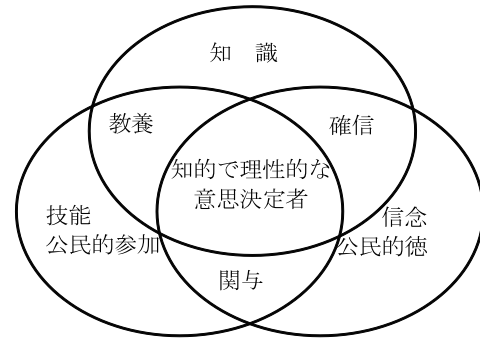 知　識
教養
確信
知的で理性的な
意思決定者
技能
公民的参加
信念
公民的徳
関与